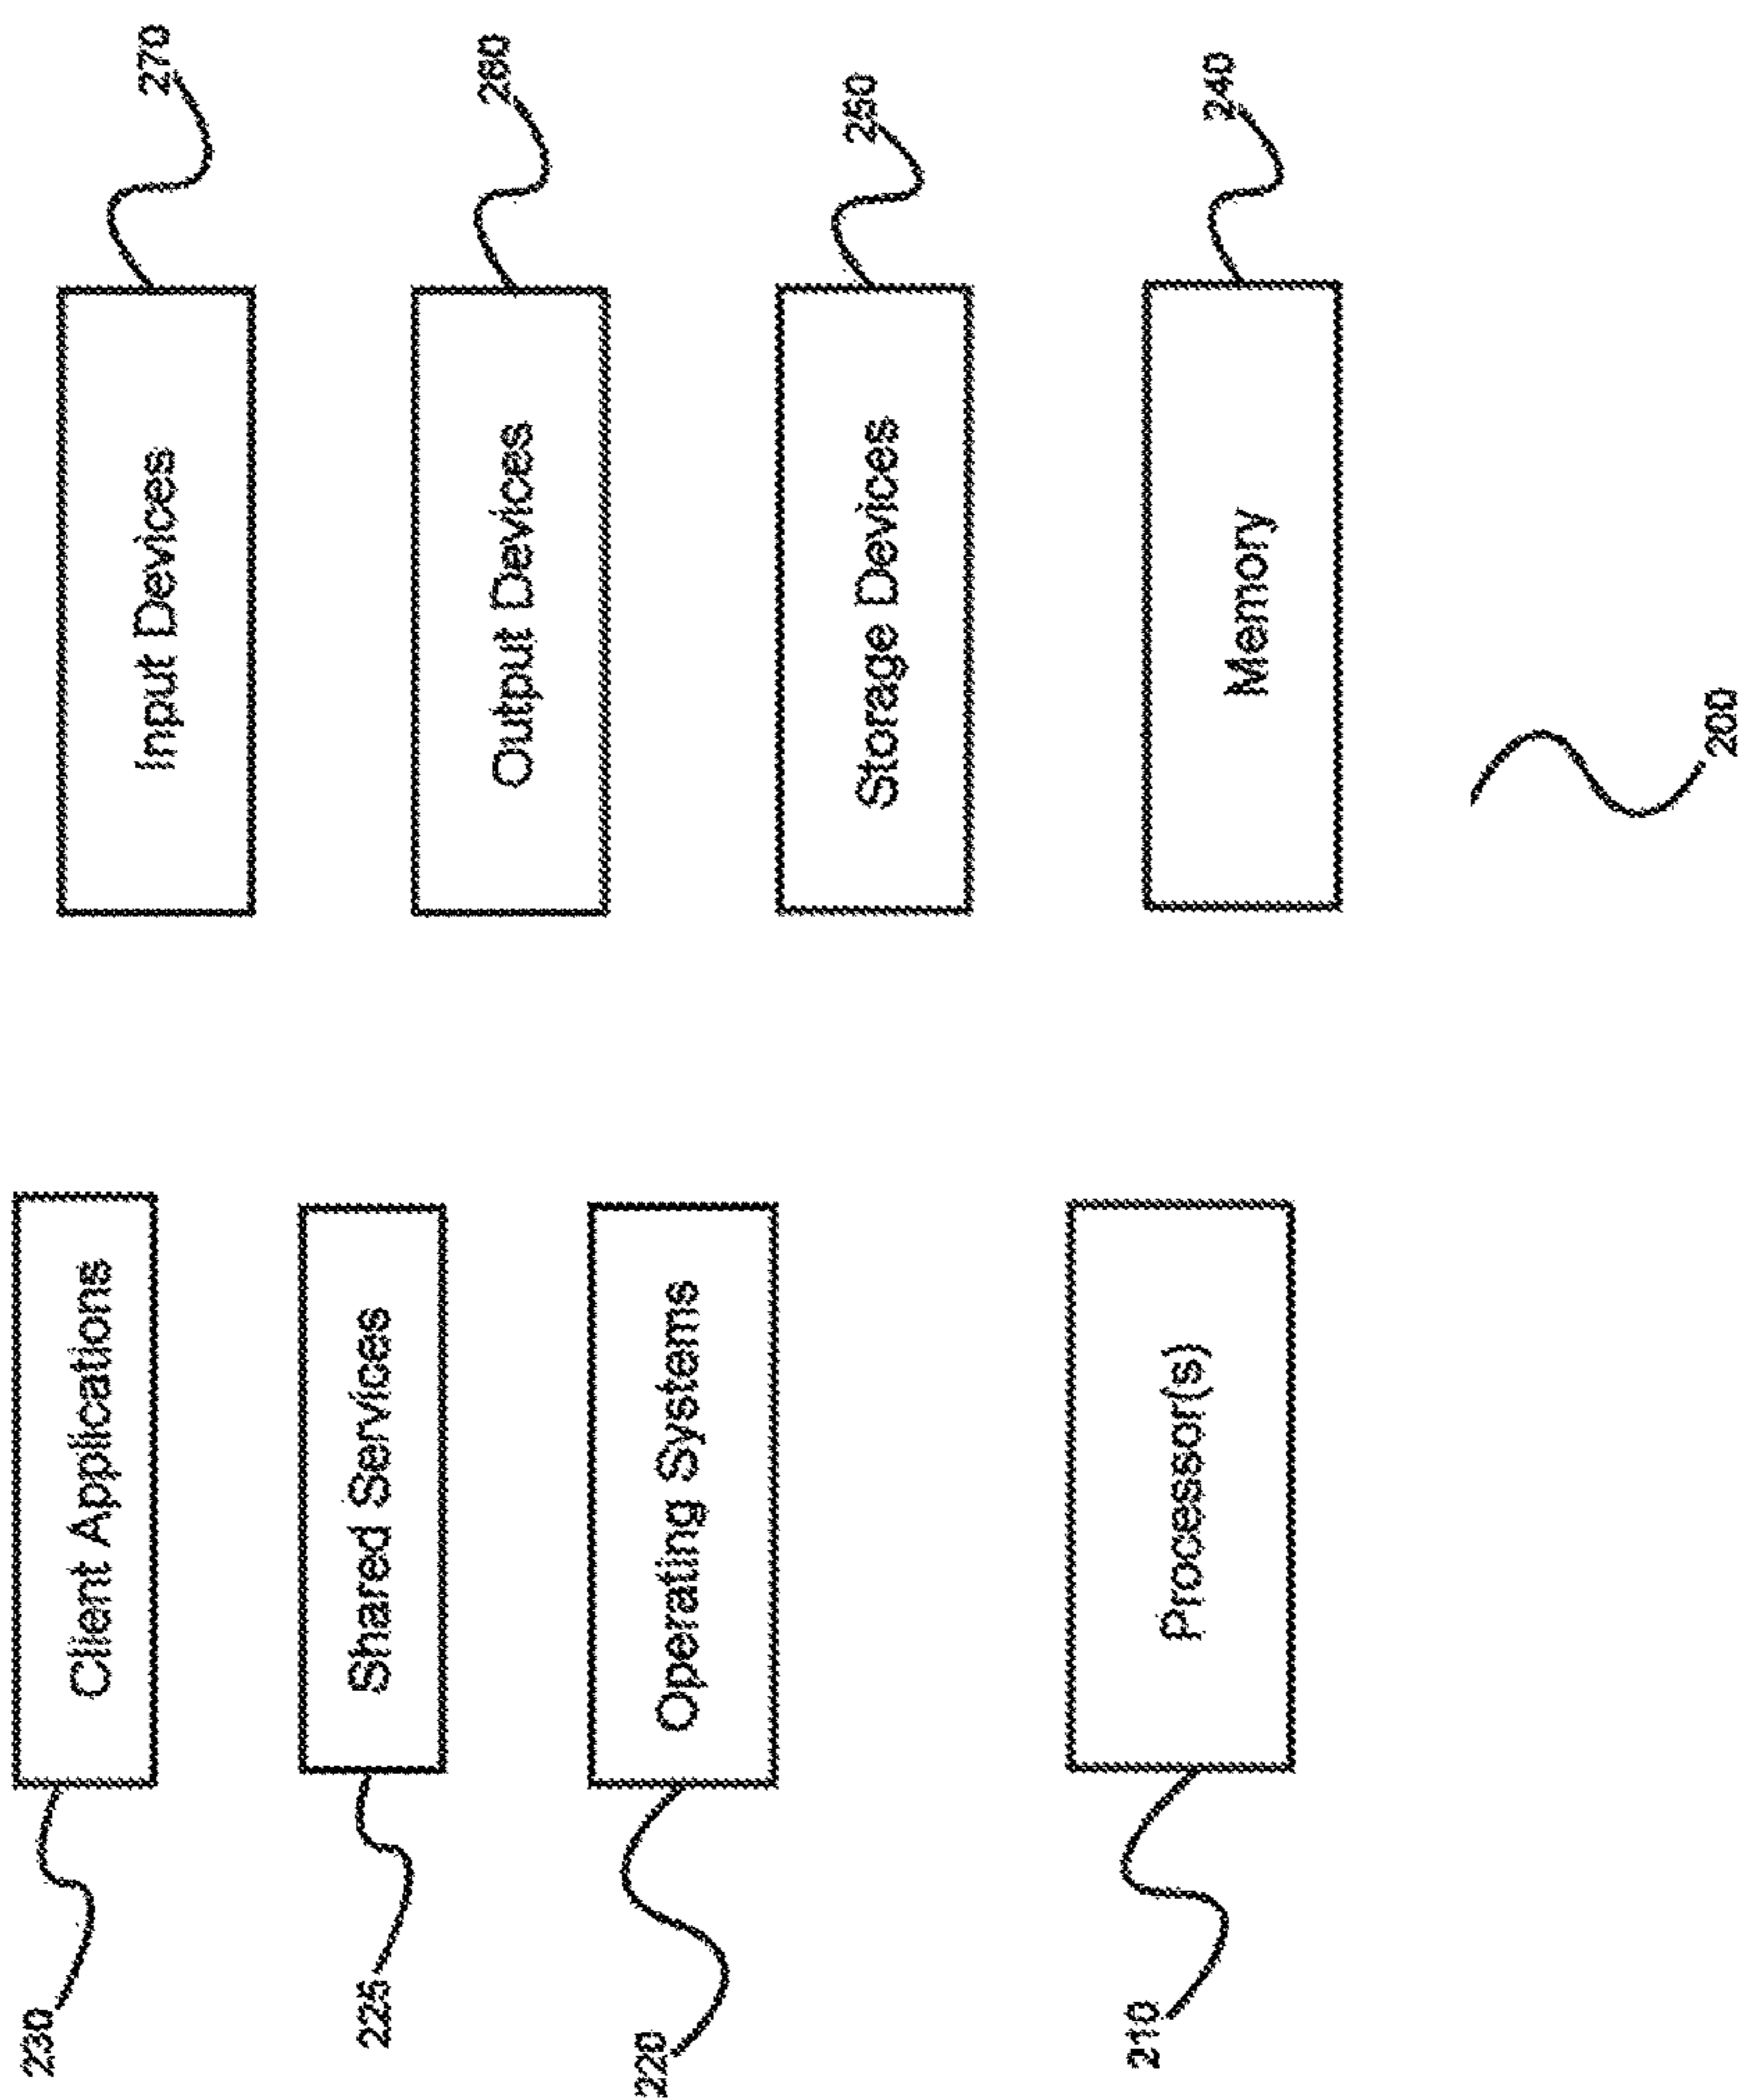 230
Client Applications
Input Devices
270
225
Shared Services
Output Devices
260
220
Operating Systems
Storage Devices
250
210
Processor(s)
Memory
240
200